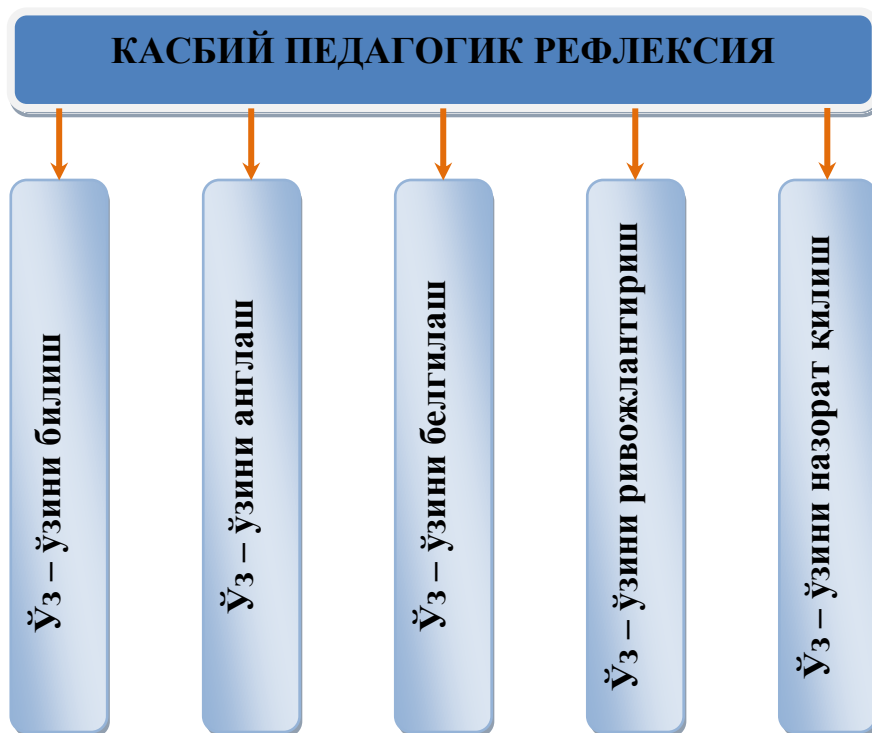 КАСБИЙ ПЕДАГОГИК РЕФЛЕКСИЯ
Ўз – ўзини билиш
Ўз – ўзини англаш
Ўз – ўзини белгилаш
Ўз – ўзини ривожлантириш
Ўз – ўзини назорат қилиш